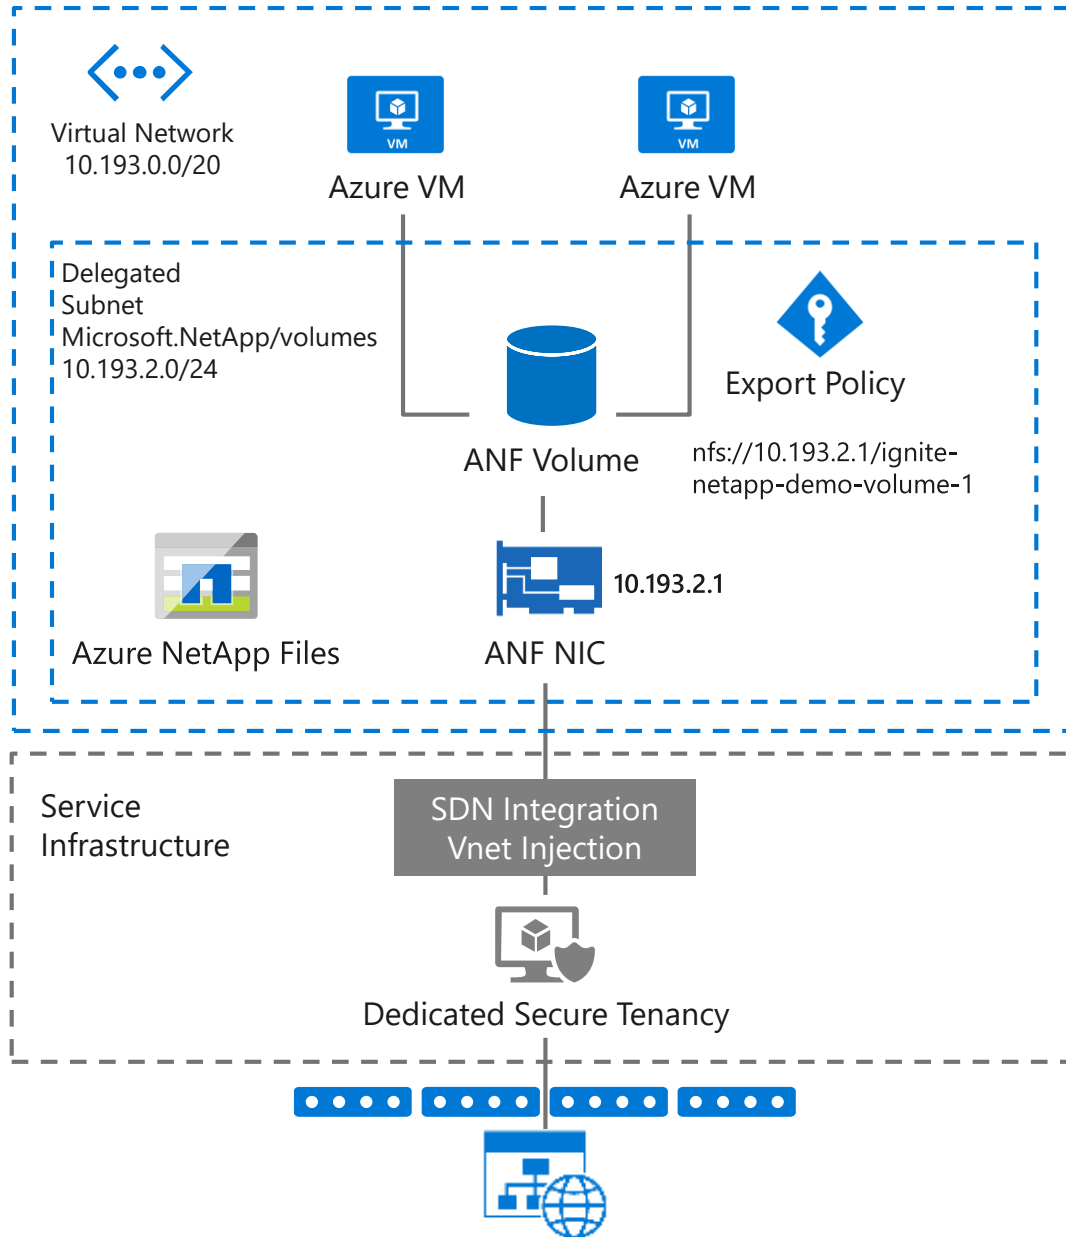 Virtual Network
10.193.0.0/20
VM
Azure VM
VM
Azure VM
Delegated
Subnet
Microsoft.NetApp/volumes
10.193.2.0/24
Export Policy
nfs://10.193.2.1/ignite-
netapp-demo-volume-1
ANF Volume
10.193.2.1
ANF NIC
Azure NetApp Files
Service
Infrastructure
SDN Integration
Vnet Injection
Dedicated Secure Tenancy